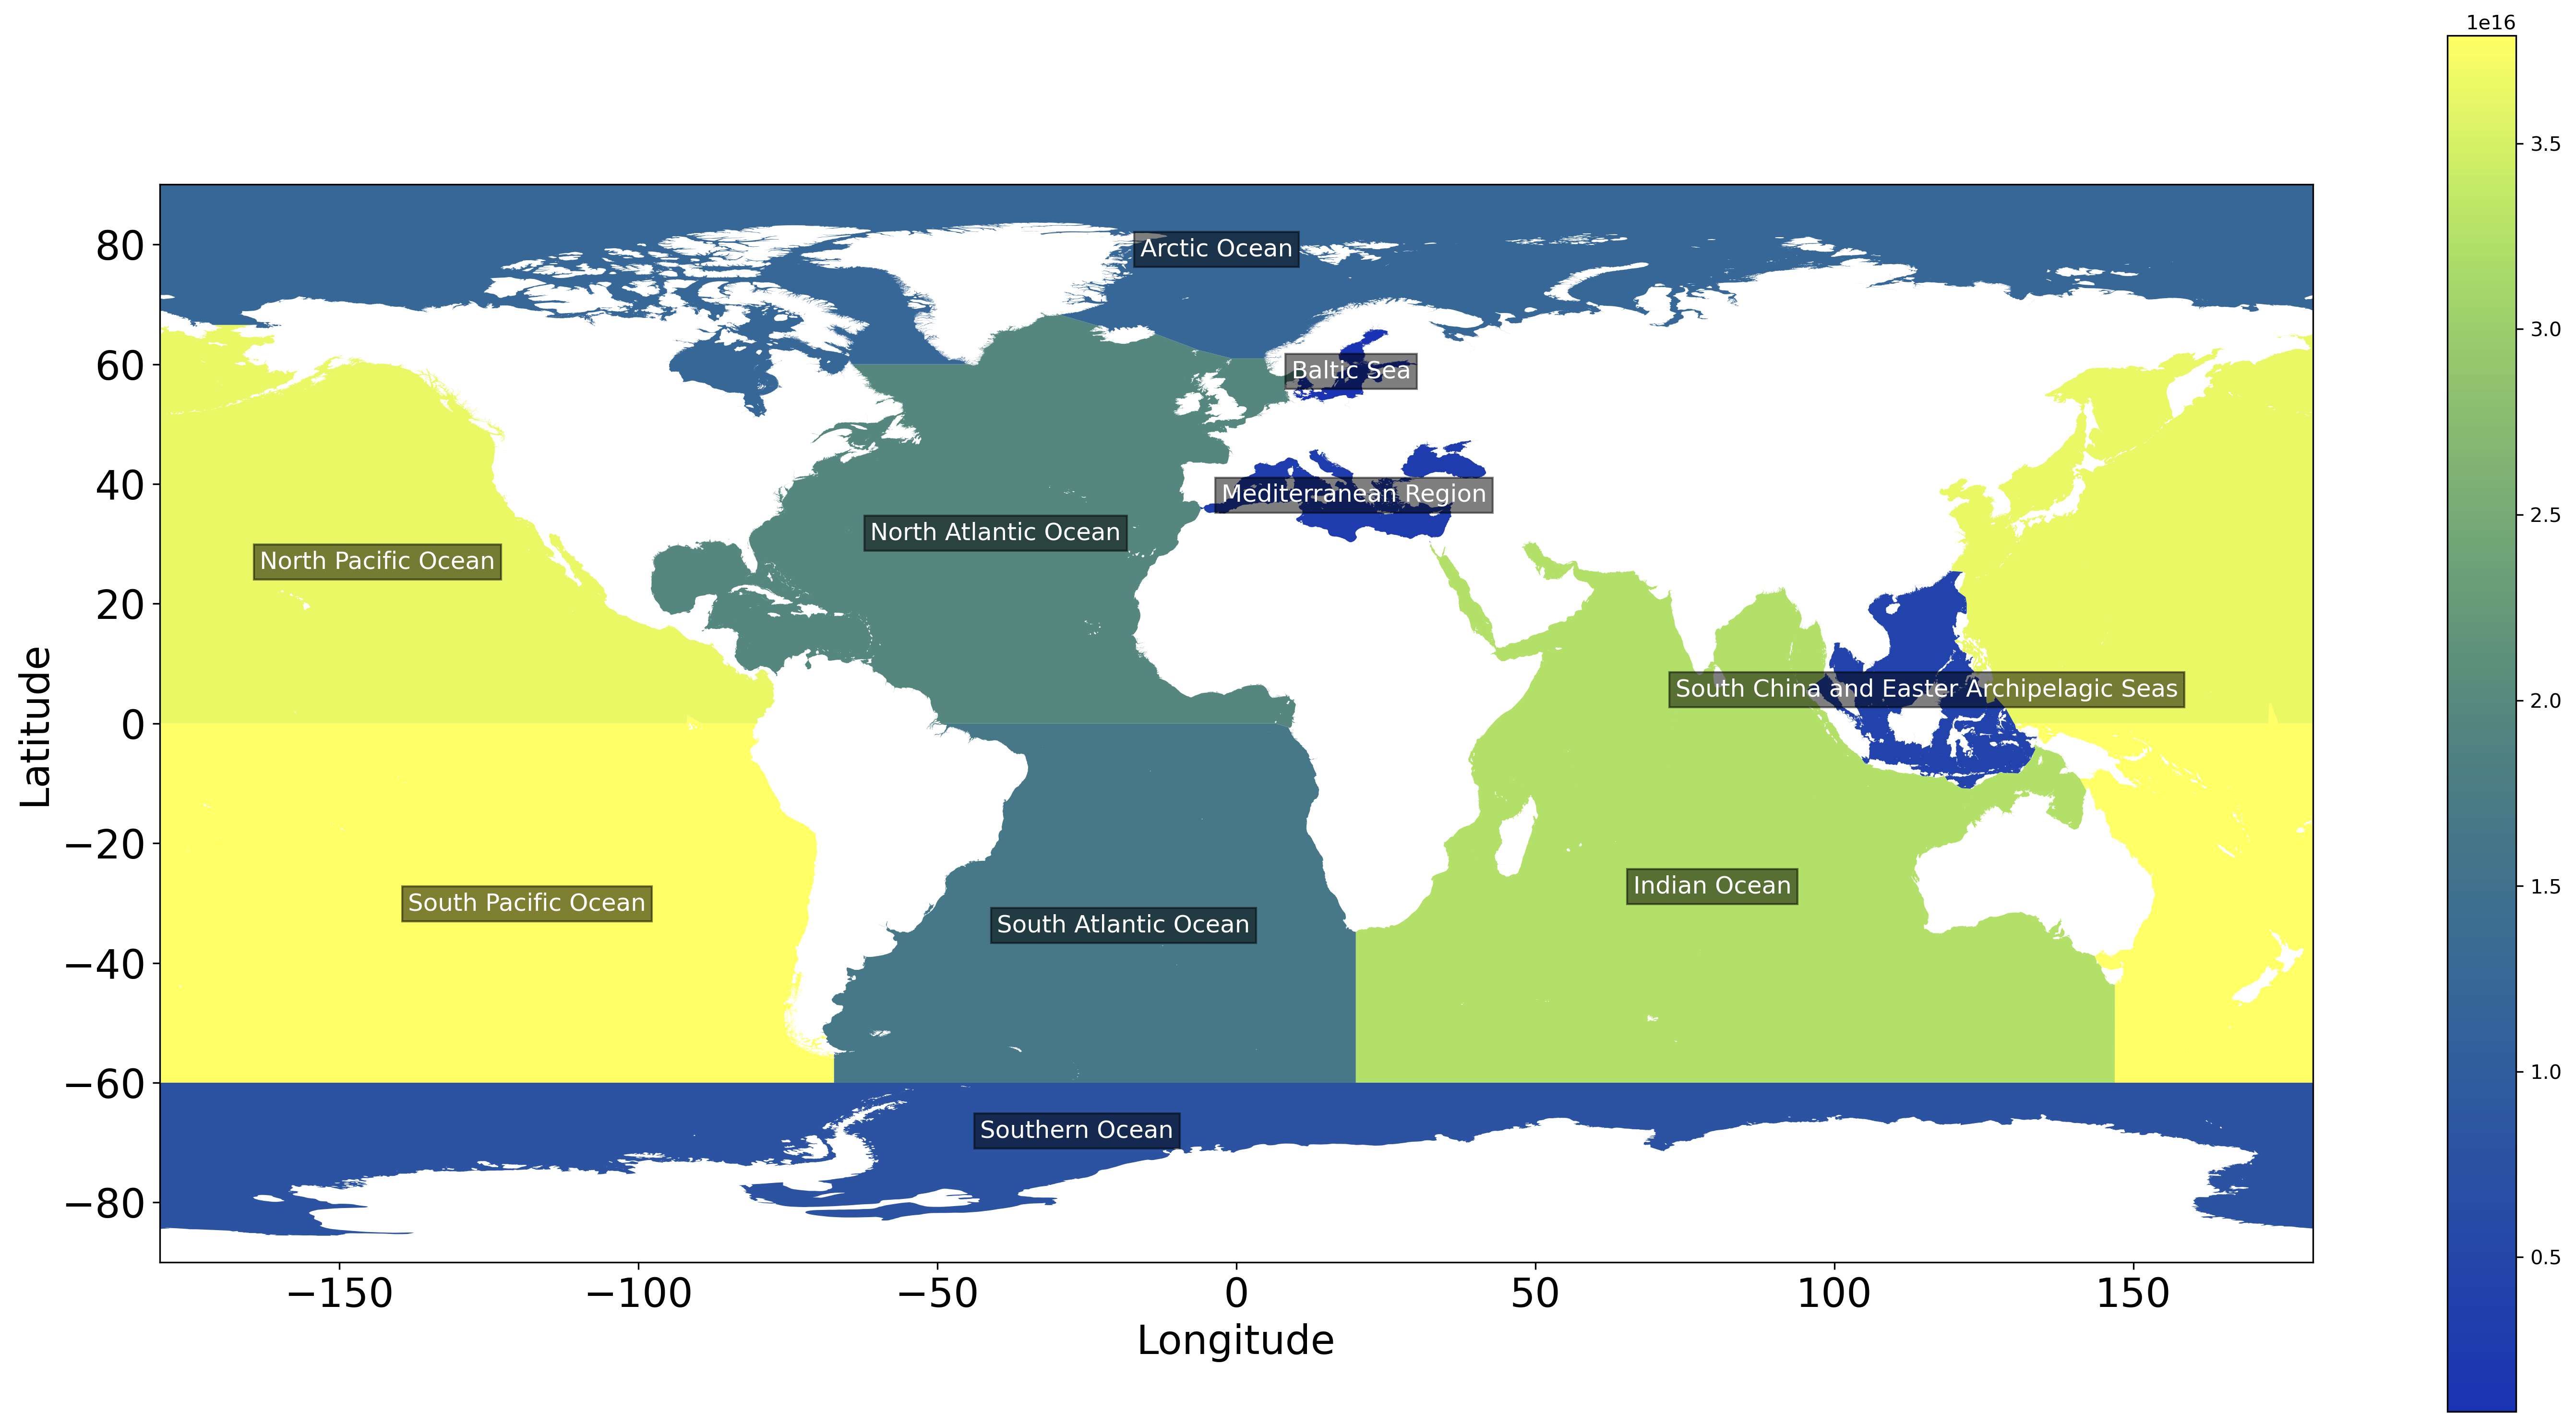 1e16
3.5
3.0
2.5
2.0
1.5
1.0
0.5
80
60
40
20
0
−20
−40
−60
−80
Latitude
Arctic Ocean
Baltic Sea
Mediterranean Region
North Atlantic Ocean
North Pacific Ocean
South China and Easter Archipelagic Seas
Indian Ocean
South Pacific Ocean
South Atlantic Ocean
Southern Ocean
−150
−100
−50
0
50
100
150
Longitude